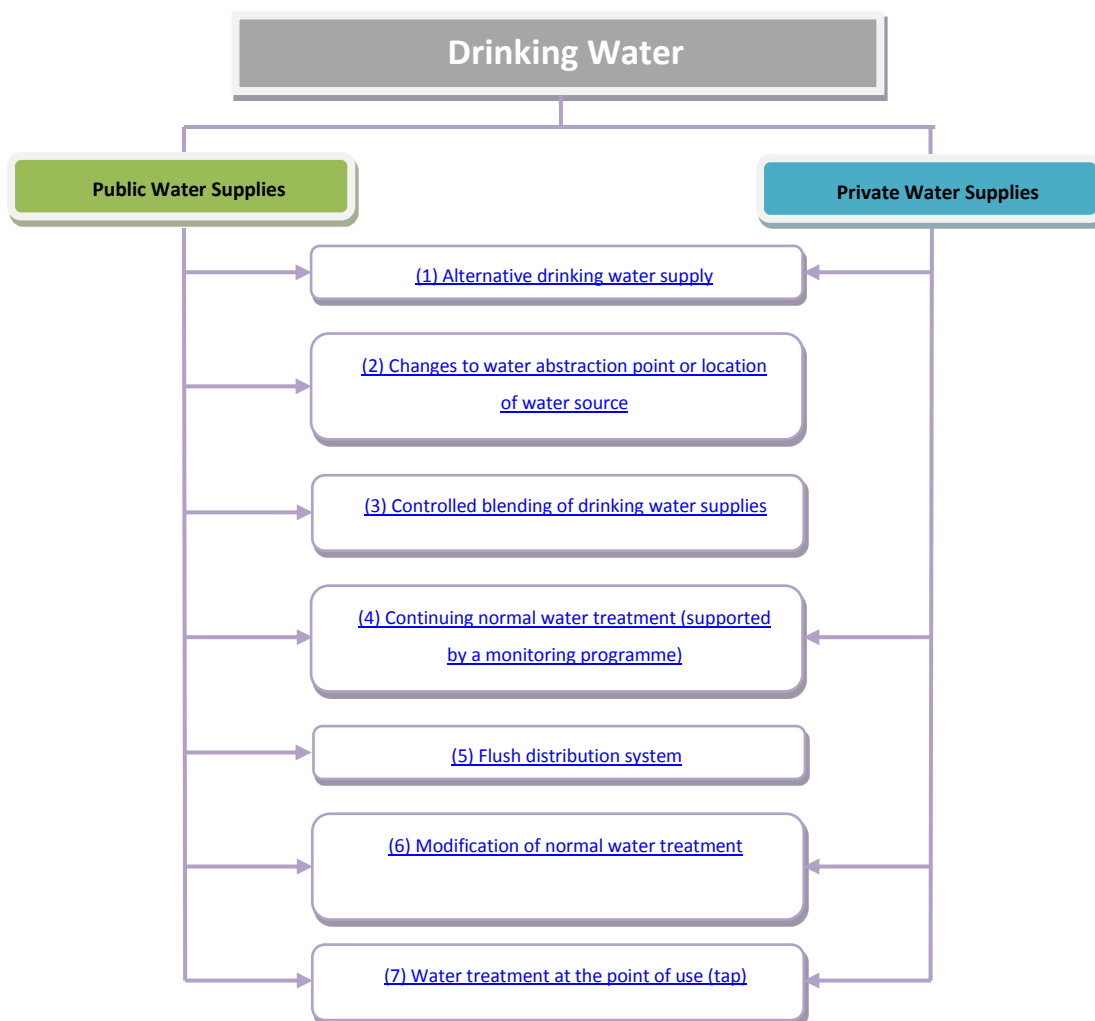 Drinking Water
Public Water Supplies
Private Water Supplies
(1) Alternative drinking water supply
(2) Changes to water abstraction point or location
of water source
(3) Controlled blending of drinking water supplies
(4) Continuing normal water treatment (supported
by a monitoring programme)
(5) Flush distribution system
(6) Modification of normal water treatment
(7) Water treatment at the point of use (tap)